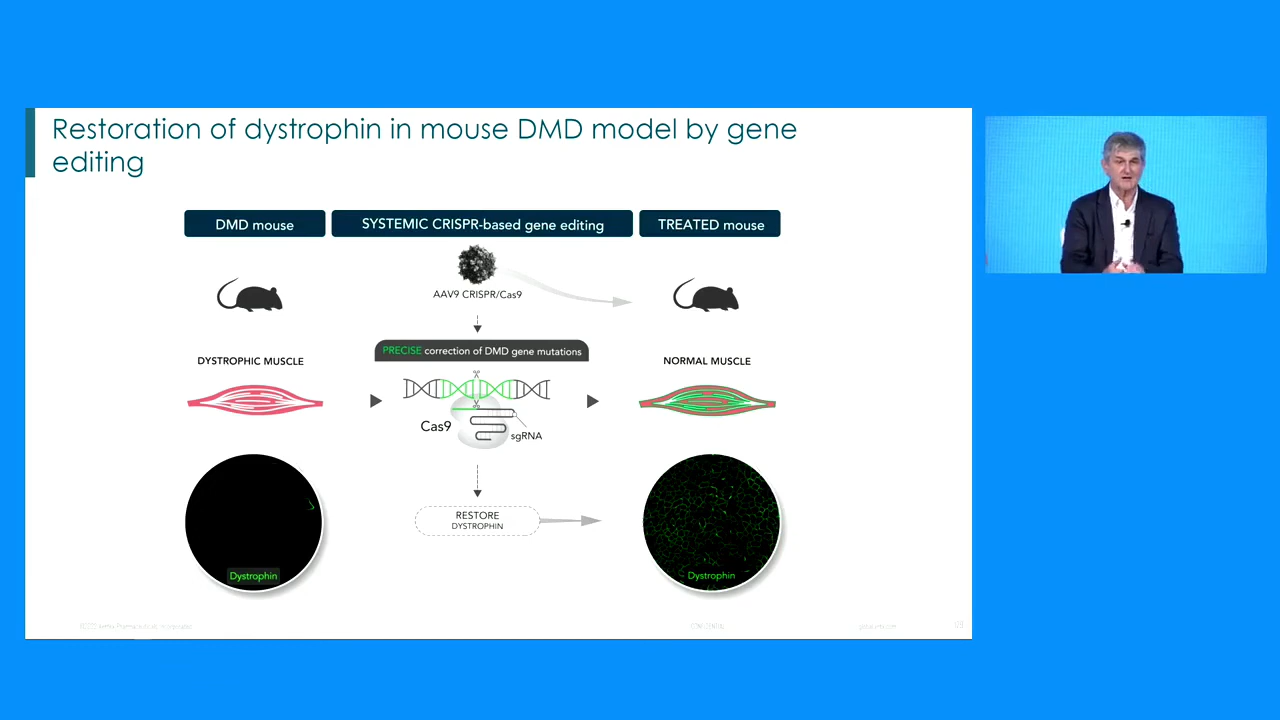 Restoration of dystrophin in mouse DMD model by gene
editing
DMD mouse
SYSTEMIC CRISPR-based gene editing
TREATED mouse
AAV9 CRISPR/Cas9
PRECISE correction of DMD gene mutations
DYSTROPHIC MUSCLE
NORMAL MUSCLE
Cas9
sgRNA
RESTORE
DYSTROPHIN
Dystrophin
Dystrophin
CONFIDENTIAL